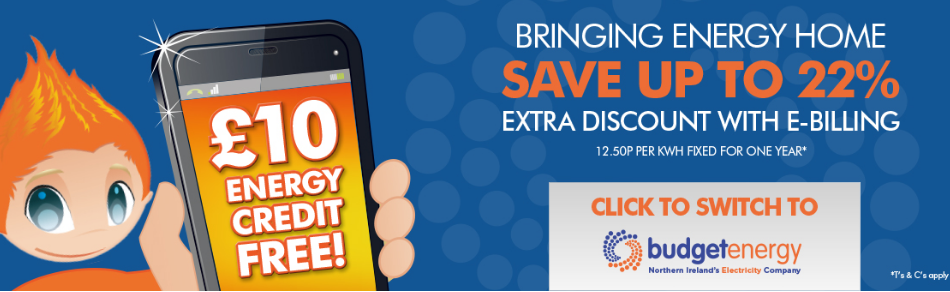 £10
ENERGY
CREDIT
FREE!
BRINGING ENERGY HOME
SAVE UP TO 22%
EXTRA DISCOUNT WITH E-BILLING
12.50P PER KWH FIXED FOR ONE YEAR*
CLICK TO SWITCH TO
budgetenergy
Northern Ireland's Electricity Company
*T's & C's apply